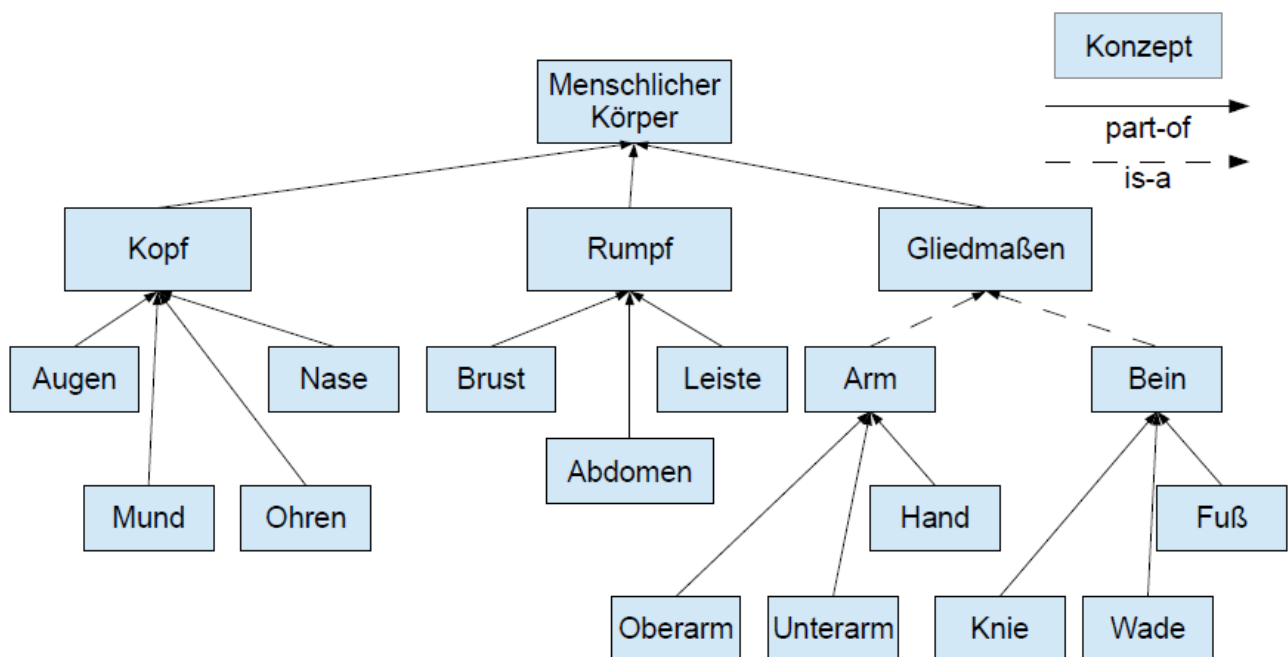 Konzept
Menschlicher
Körper
part-of
is-a
Kopf
Rumpf
Gliedmaßen
Augen
Nase
Brust
Leiste
Arm
Bein
Abdomen
Mund
Ohren
Hand
Fuß
Oberarm
Unterarm
Knie
Wade